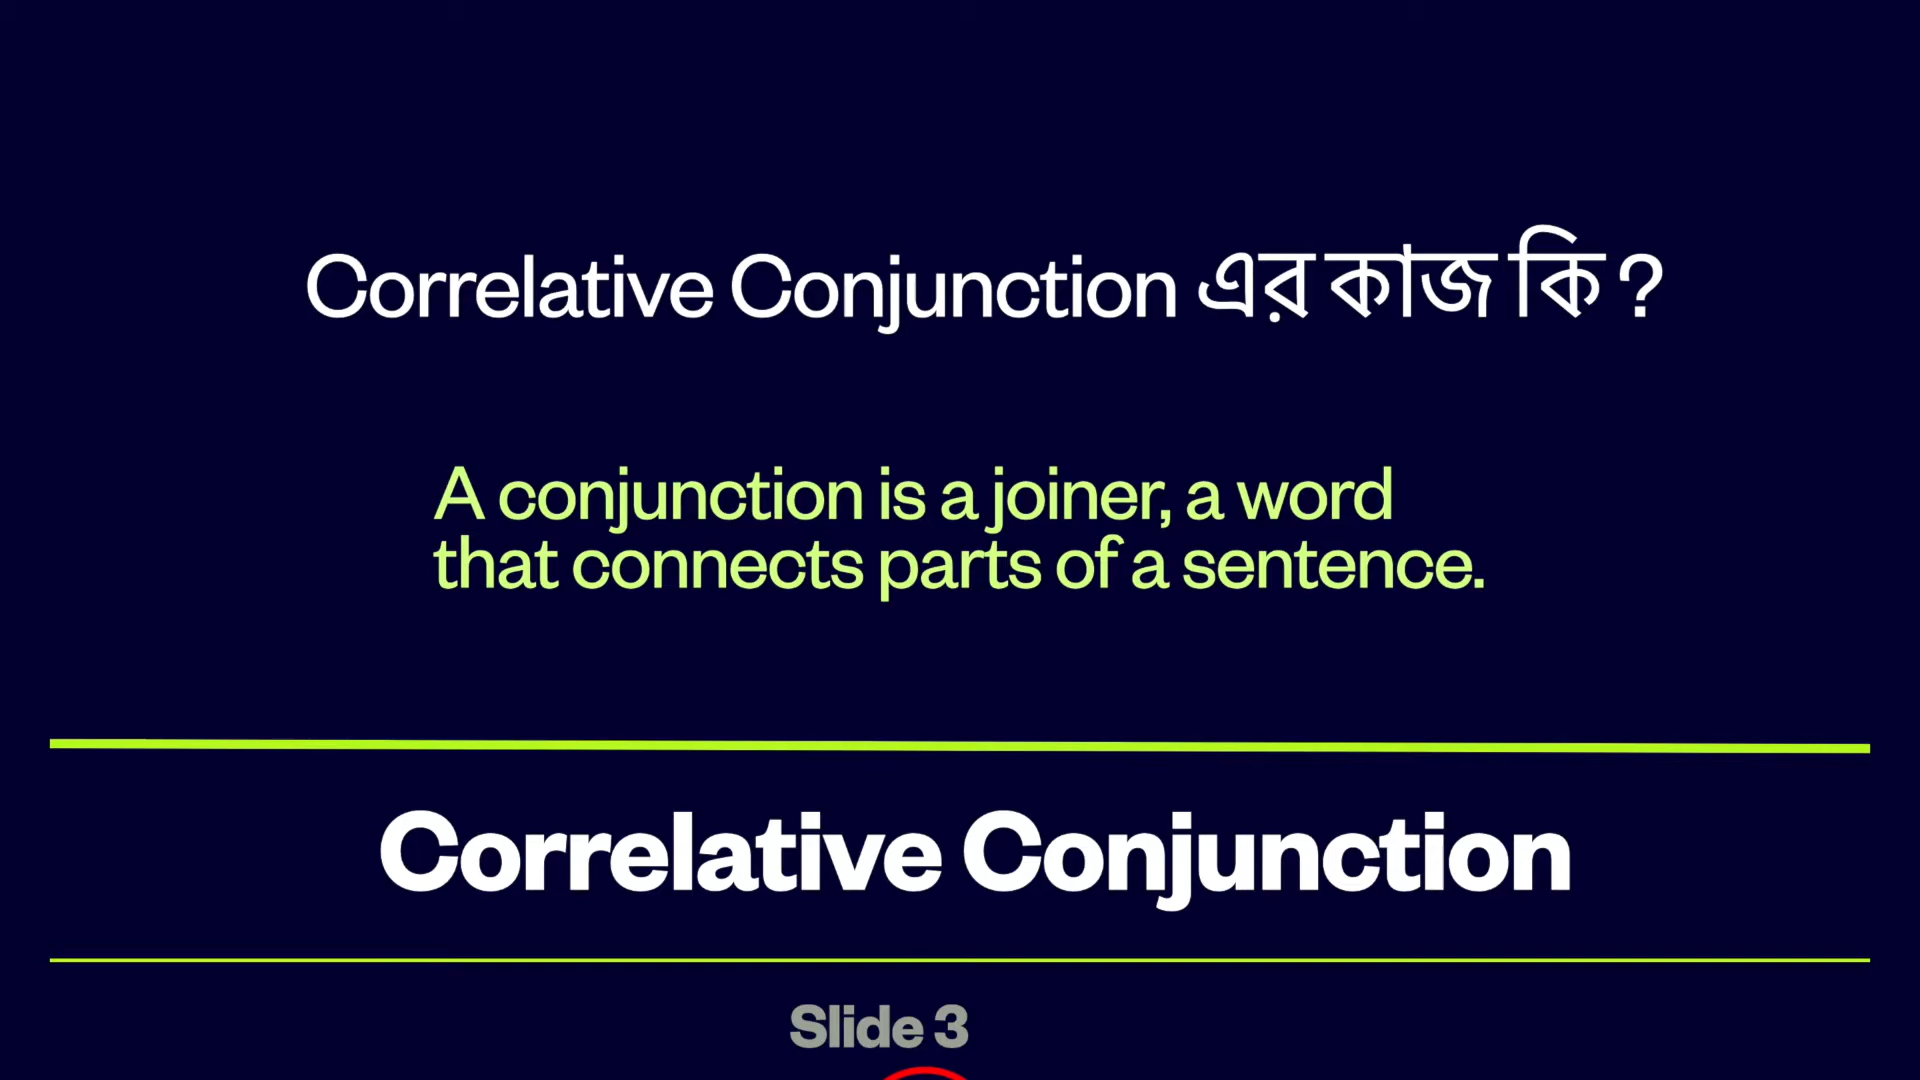 Correlative Conjunction এর কাজ কি ?
A conjunction is a joiner, a word
that connects parts of a sentence.
Correlative Conjunction
Slide 3